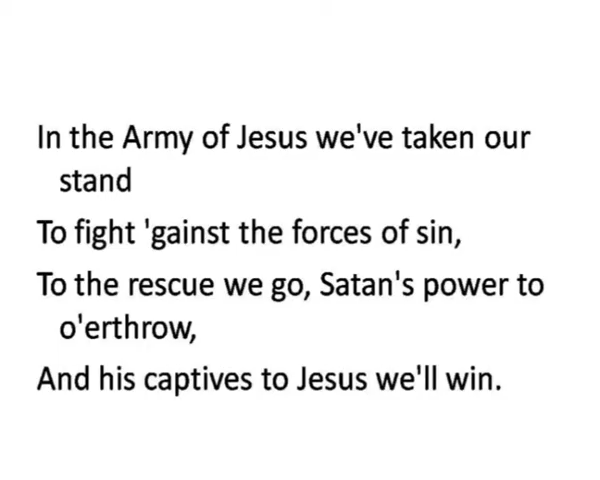 In the Army of Jesus we've taken our
stand
To fight 'gainst the forces of sin,
To the rescue we go, Satan's power to
o'erthrow,
And his captives to Jesus we'll win.